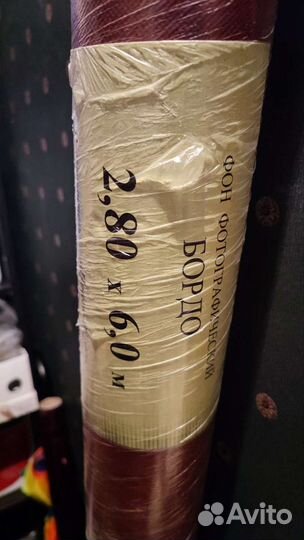 ФОН ФОТОГРАФИЧЕСКИЙ
БОРДО
2,80 х 6,0 м
Avito